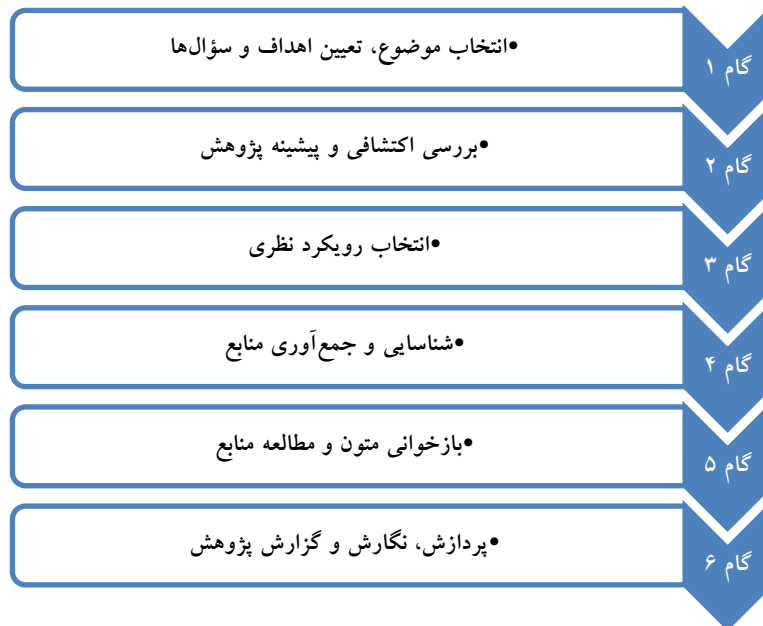 گام ۱
•انتخاب موضوع، تعیین اهداف و سؤال‌ها
گام ۲
•بررسی اکتشافی و پیشینه پژوهش
گام ۳
•انتخاب رویکرد نظری
گام ۴
•شناسایی و جمع‌آوری منابع
گام ۵
•بازخوانی متون و مطالعه منابع
گام ۶
•پردازش، نگارش و گزارش پژوهش